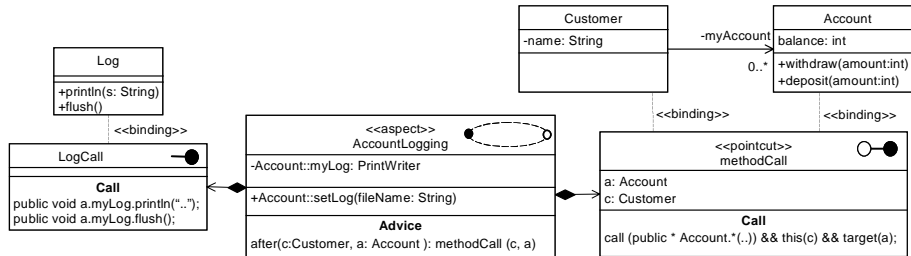 Customer
-name: String
-myAccount
0..*
Account
balance: int
+withdraw(amount:int)
+deposit(amount:int)
Log
+println(s: String)
+flush()
<<binding>>
<<binding>>
<<binding>>
LogCall
Call
public void a.myLog.println("..");
public void a.myLog.flush();
<<aspect>>
AccountLogging
-Account::myLog: PrintWriter
+Account::setLog(fileName: String)
Advice
after(c:Customer, a: Account ): methodCall (c, a)
<<pointcut>>
methodCall
a: Account
c: Customer
Call
call (public * Account.*(..)) && this(c) && target(a);